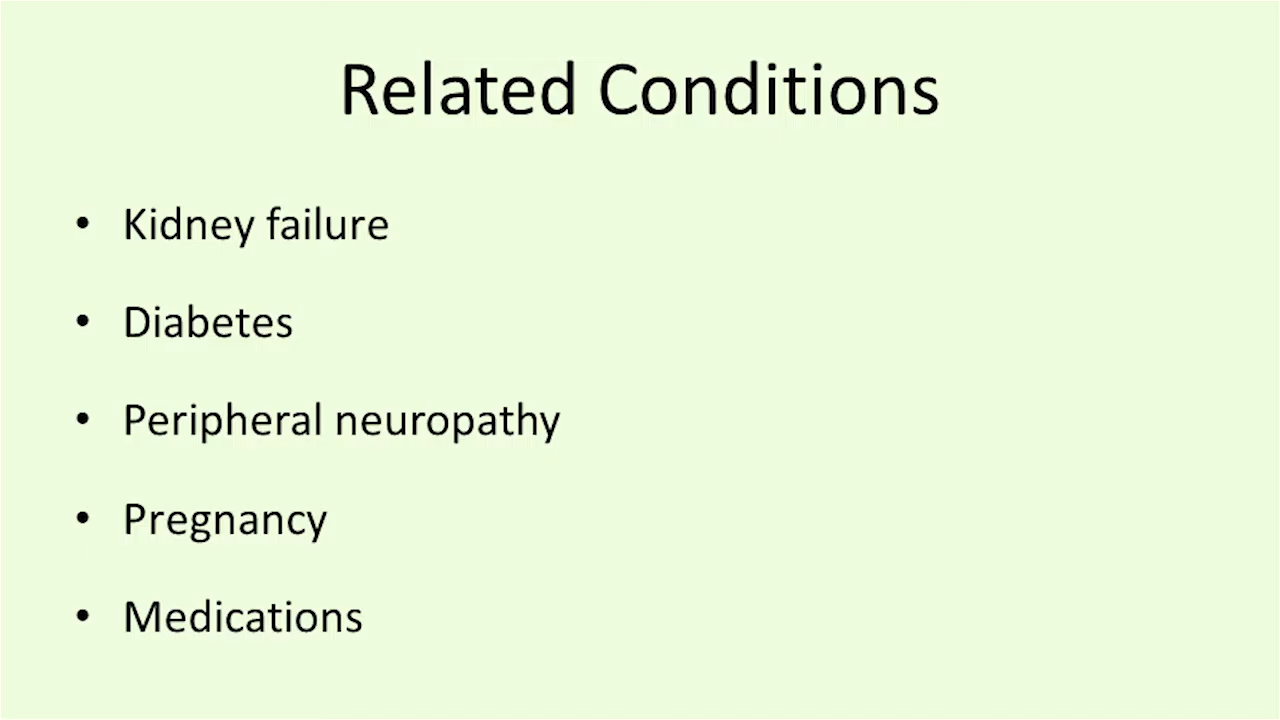 Related Conditions
• Kidney failure
• Diabetes
• Peripheral neuropathy
• Pregnancy
• Medications